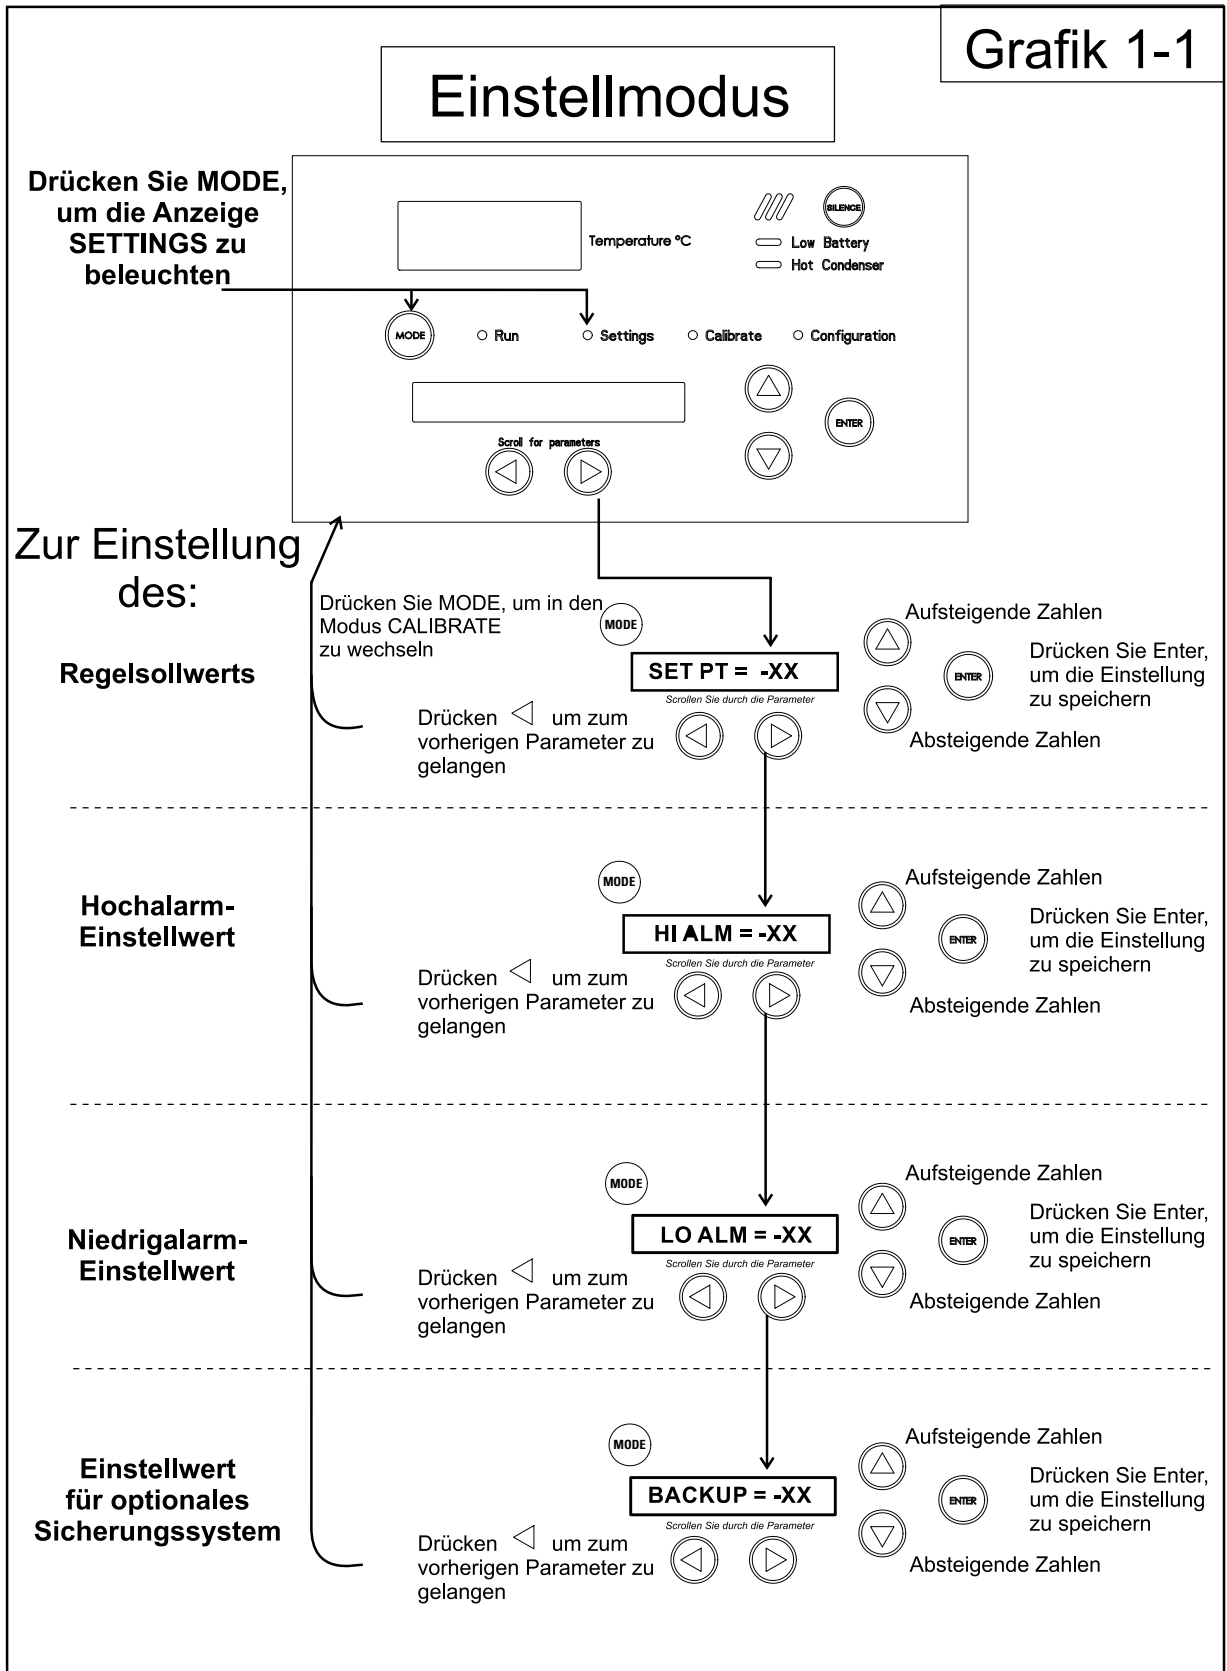 Grafik 1-1
Einstellmodus
Drücken Sie MODE,
um die Anzeige
SETTINGS zu
beleuchten
Temperature °C
SILENCE
Low Battery
Hot Condenser
MODE
Run
Settings
Calibrate
Configuration
ENTER
Scroll for parameters
Zur Einstellung
des:
Regelsollwerts
Drücken Sie MODE, um in den
Modus CALIBRATE
zu wechseln
MODE
SET PT = -XX
Scrollen Sie durch die Parameter
Drücken ◁ um zum
vorherigen Parameter zu
gelangen
Aufsteigende Zahlen
ENTER
Drücken Sie Enter,
um die Einstellung
zu speichern
Absteigende Zahlen
Hochalarm-
Einstellwert
MODE
HI ALM = -XX
Scrollen Sie durch die Parameter
Drücken ◁ um zum
vorherigen Parameter zu
gelangen
Aufsteigende Zahlen
ENTER
Drücken Sie Enter,
um die Einstellung
zu speichern
Absteigende Zahlen
Niedrigalarm-
Einstellwert
MODE
LO ALM = -XX
Scrollen Sie durch die Parameter
Drücken ◁ um zum
vorherigen Parameter zu
gelangen
Aufsteigende Zahlen
ENTER
Drücken Sie Enter,
um die Einstellung
zu speichern
Absteigende Zahlen
Einstellwert
für optionales
Sicherungssystem
MODE
BACKUP = -XX
Scrollen Sie durch die Parameter
Drücken ◁ um zum
vorherigen Parameter zu
gelangen
Aufsteigende Zahlen
ENTER
Drücken Sie Enter,
um die Einstellung
zu speichern
Absteigende Zahlen